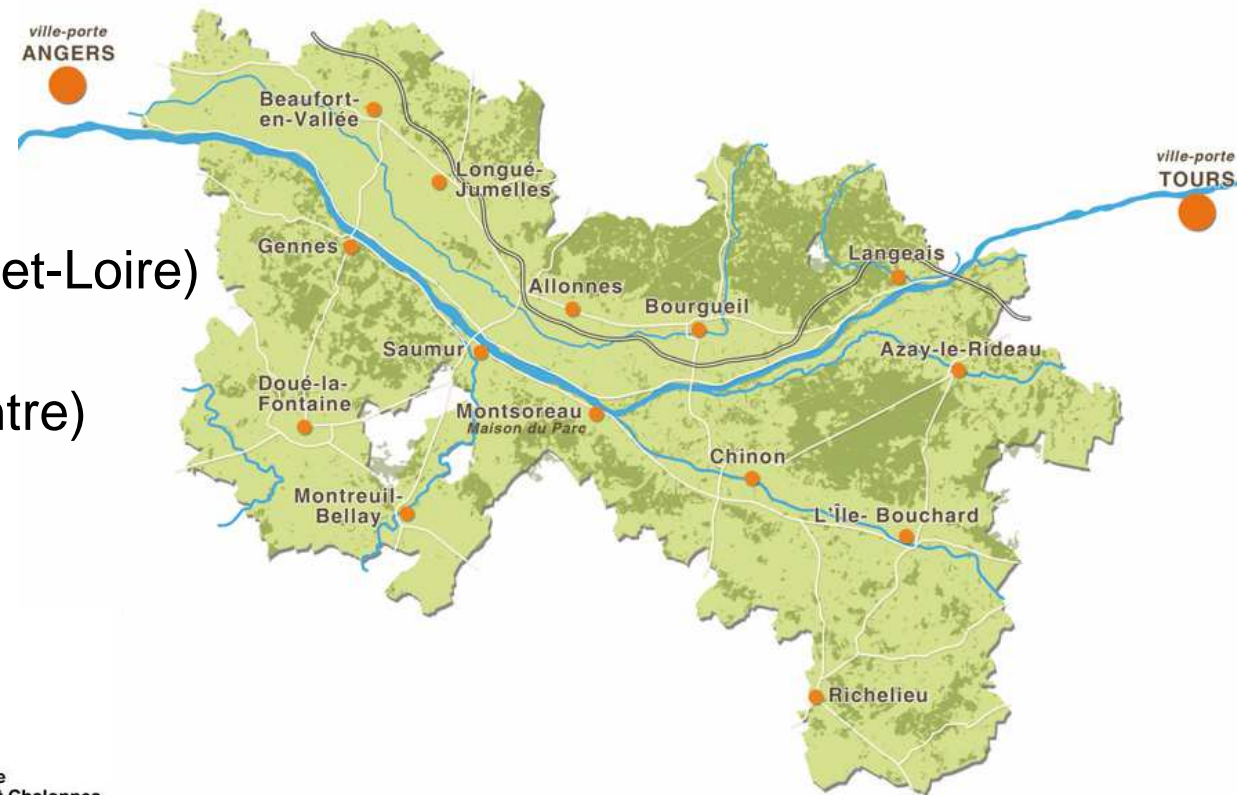 ville-porte
ANGERS
Beaufort-
en-Vallée
Longué-
Jumelles
ville-porte
TOURS
Gennes
et-Loire)
Langeais
Allonnes
Bourgueil
Saumur
Azay-le-Rideau
Doué-la-
Fontaine
ntre)
Montsoreau
Maison du Parc
Chinon
Montreuil-
Bellay
L'Île- Bouchard
Richelieu